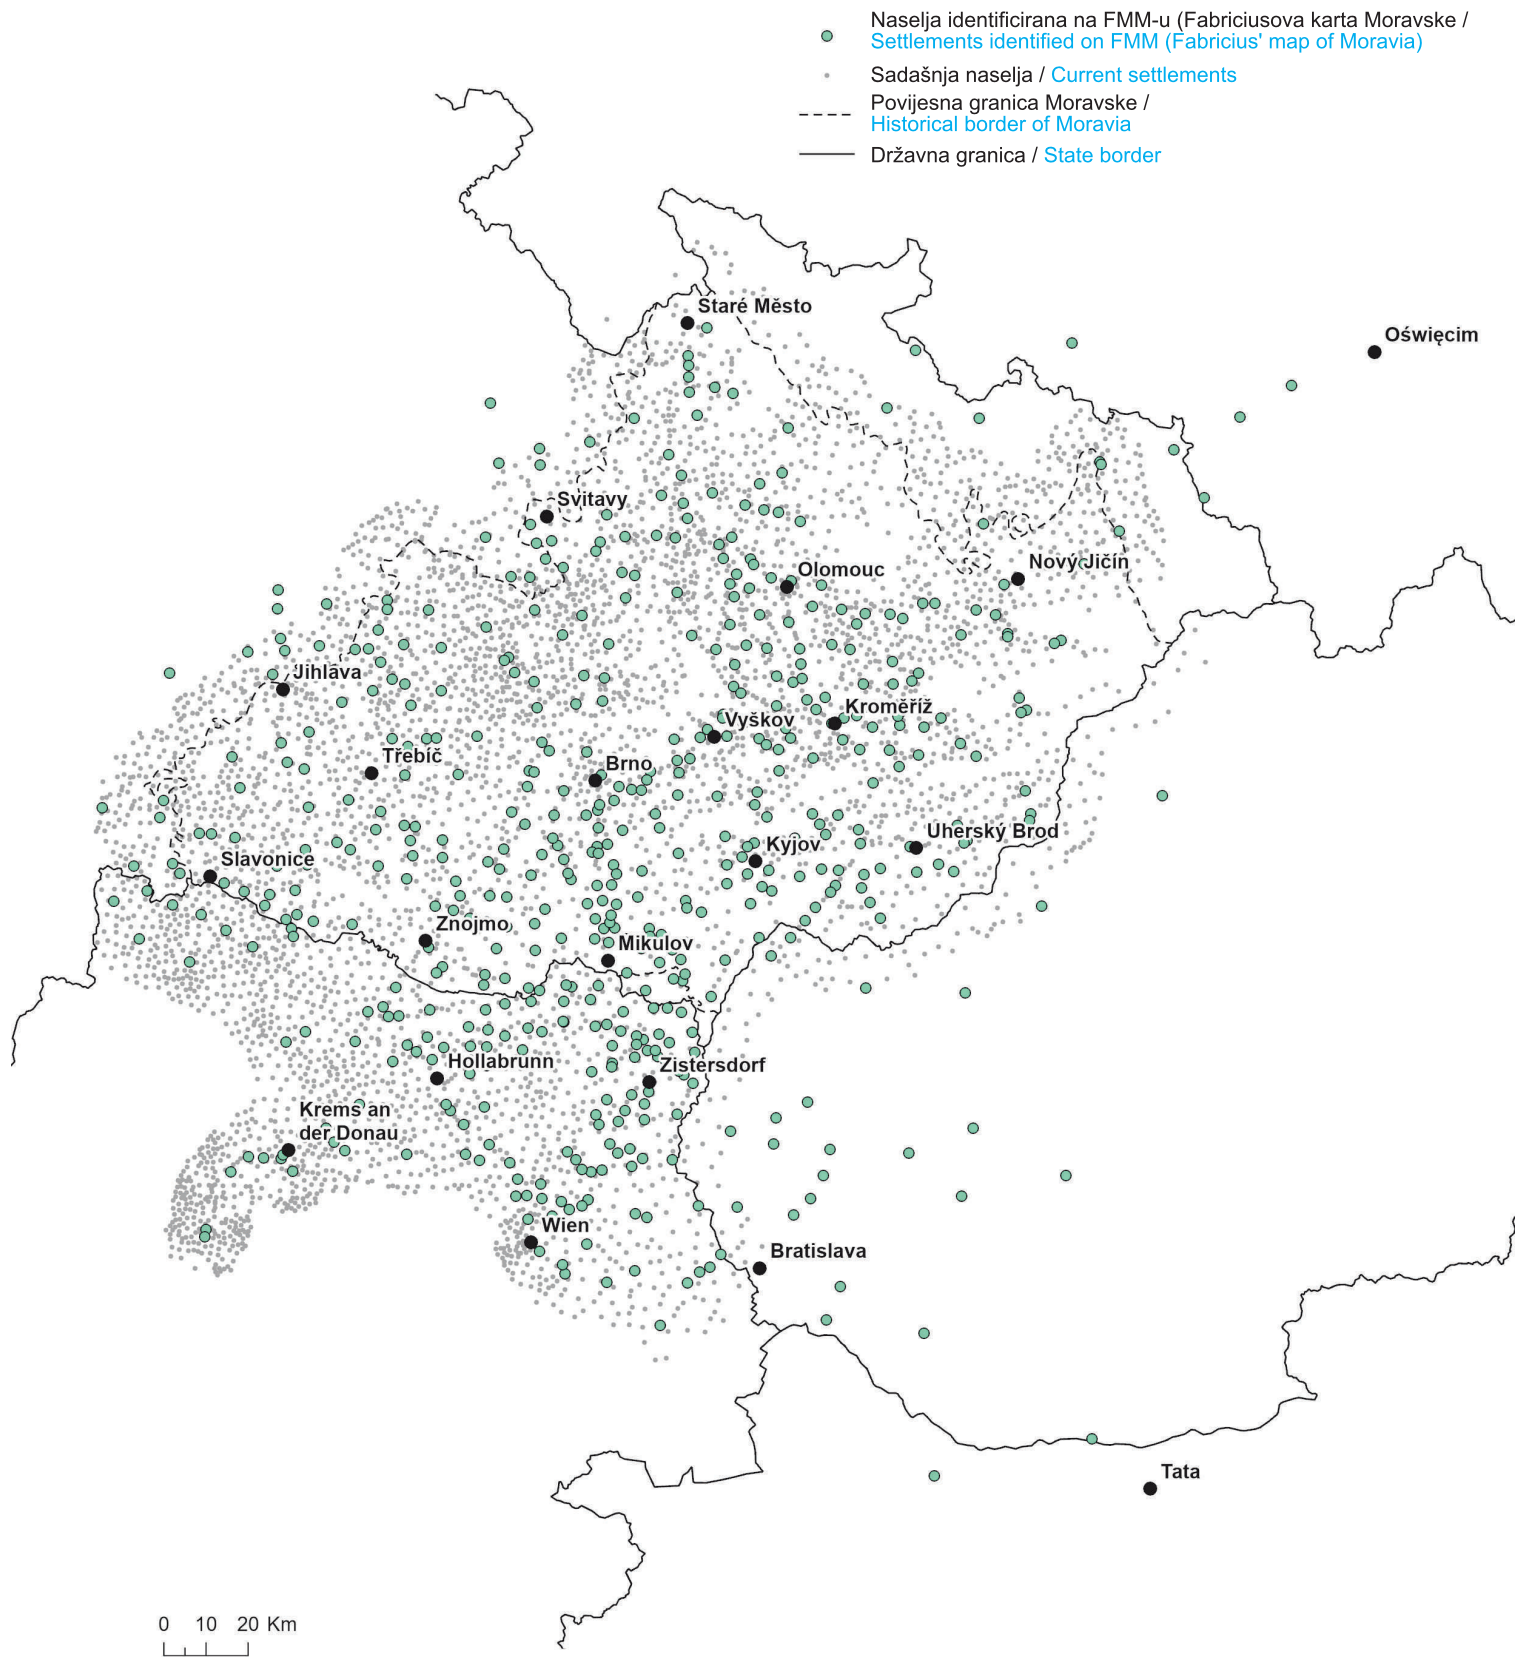 Naselja identificirana na FMM-u (Fabriciusova karta Moravske /
Settlements identified on FMM (Fabricius' map of Moravia)
Sadašnja naselja / Current settlements
Povijesna granica Moravske /
Historical border of Moravia
Državna granica / State border
Staré Město
Oświęcim
Svitavy
Olomouc
Nový Jičín
Jihlava
Kroměříž
Vyškov
Třebíč
Brno
Uherský Brod
Kyjov
Slavonice
Znojmo
Mikulov
Hollabrunn
Zistersdorf
Krems an
der Donau
Wien
Bratislava
Tata
0 10 20 Km